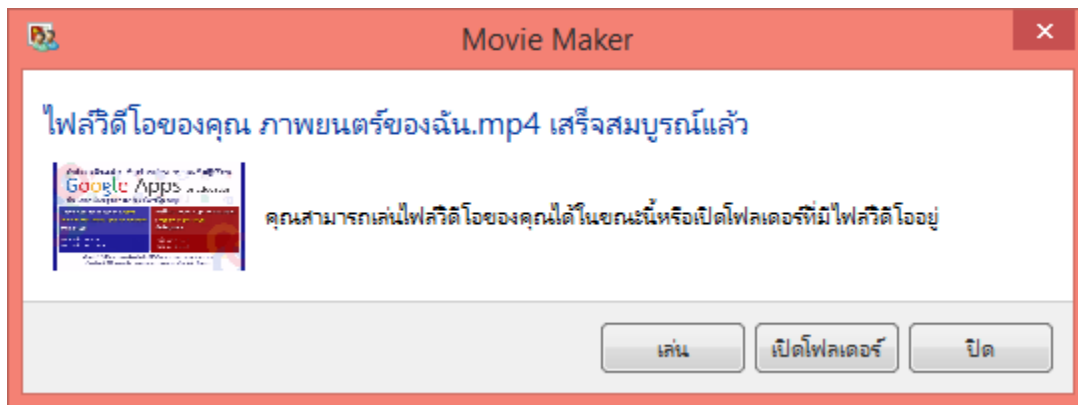 Movie Maker
ไฟล์วิดีโอของคุณ ภาพยนตร์ของฉัน.mp4 เสร็จสมบูรณ์แล้ว
Google Apps
คุณสามารถเล่นไฟล์วิดีโอของคุณได้ในขณะนี้หรือเปิดโฟลเดอร์ที่มีไฟล์วิดีโออยู่
เล่น
เปิดโฟลเดอร์
ปิด